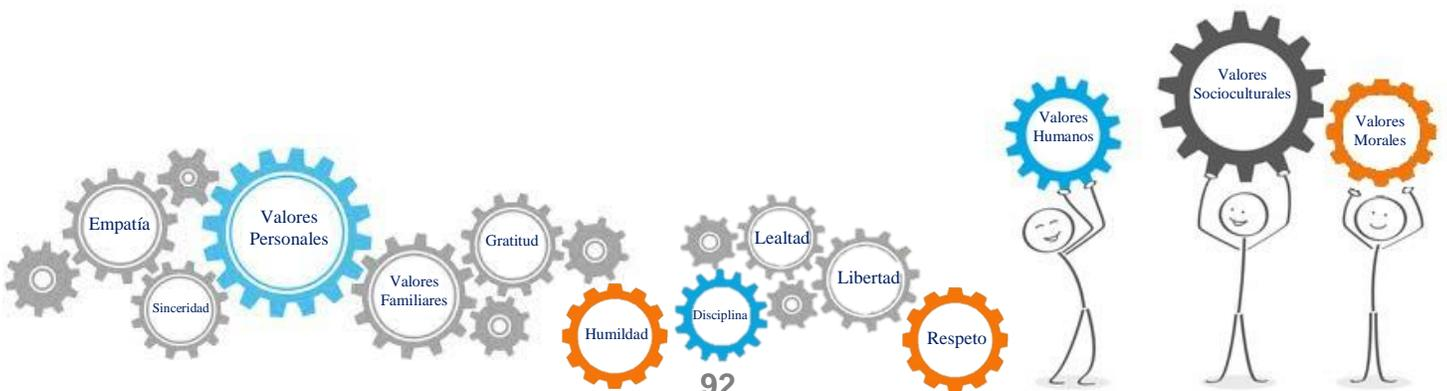 Empatía
Sinceridad
Valores
Personales
Valores
Familiares
Gratitud
Humildad
Disciplina
Lealtad
Libertad
Respeto
Valores
Humanos
Valores
Socioculturales
Valores
Morales
92